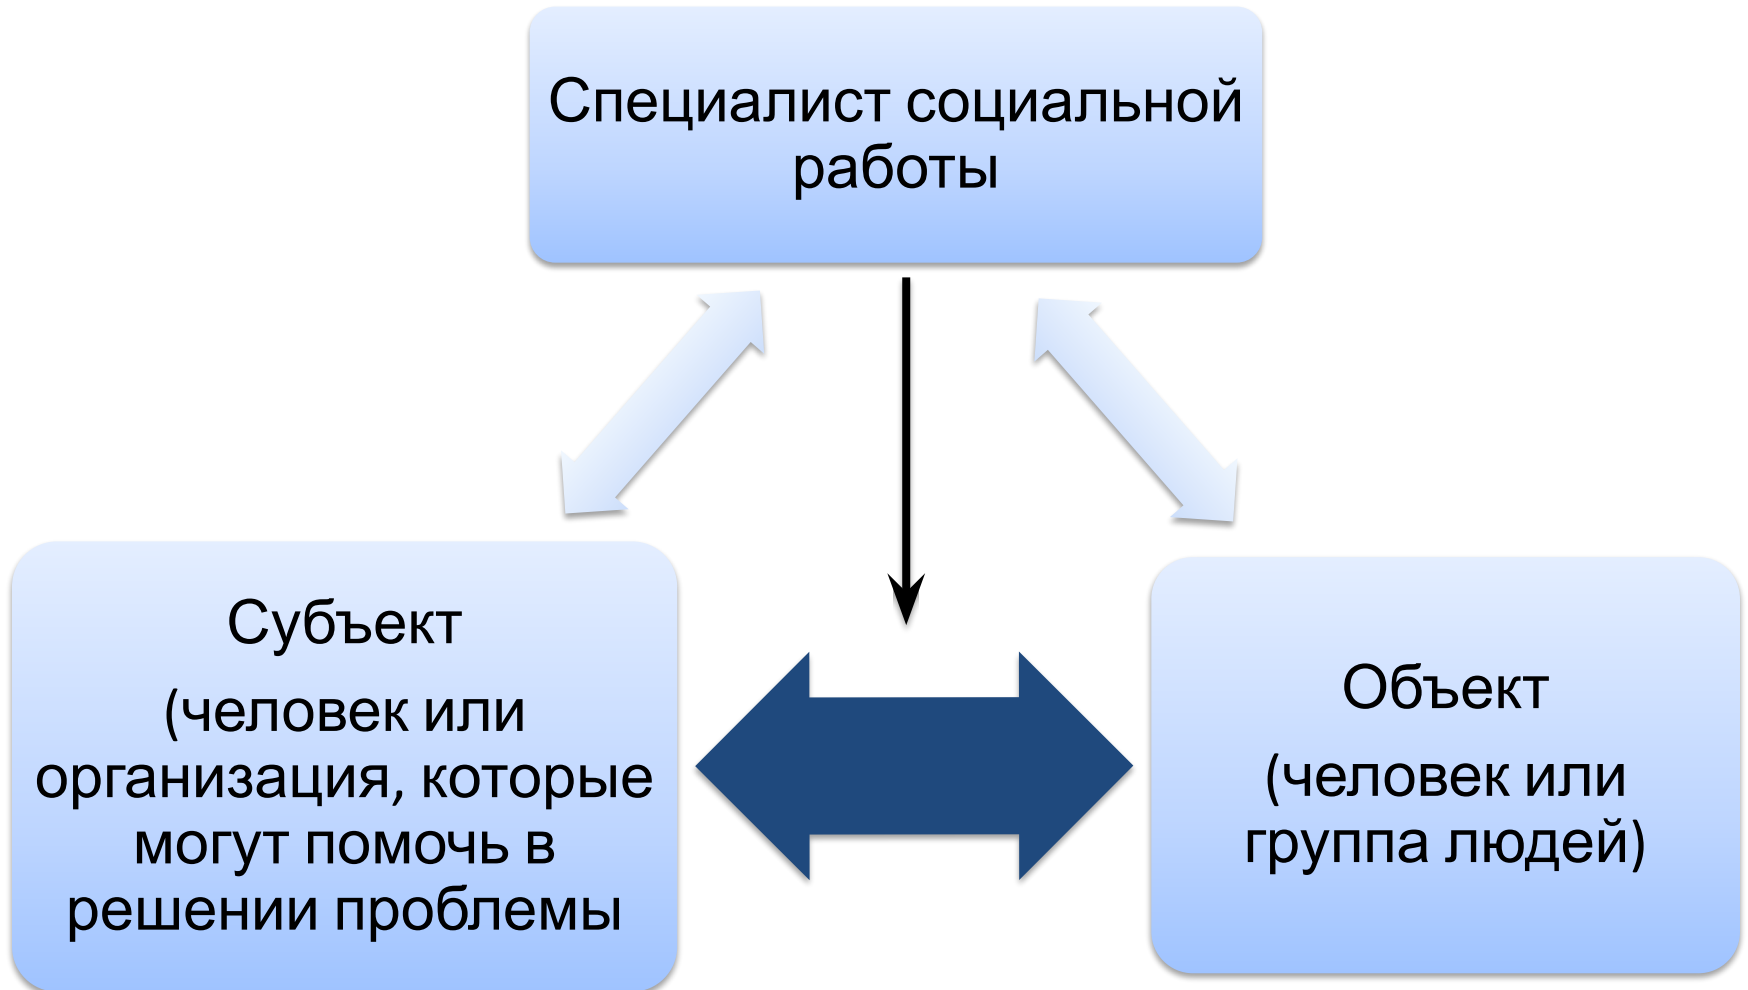 Специалист социальной
работы
Субъект
(человек или
организация, которые
могут помочь в
решении проблемы
Объект
(человек или
группа людей)